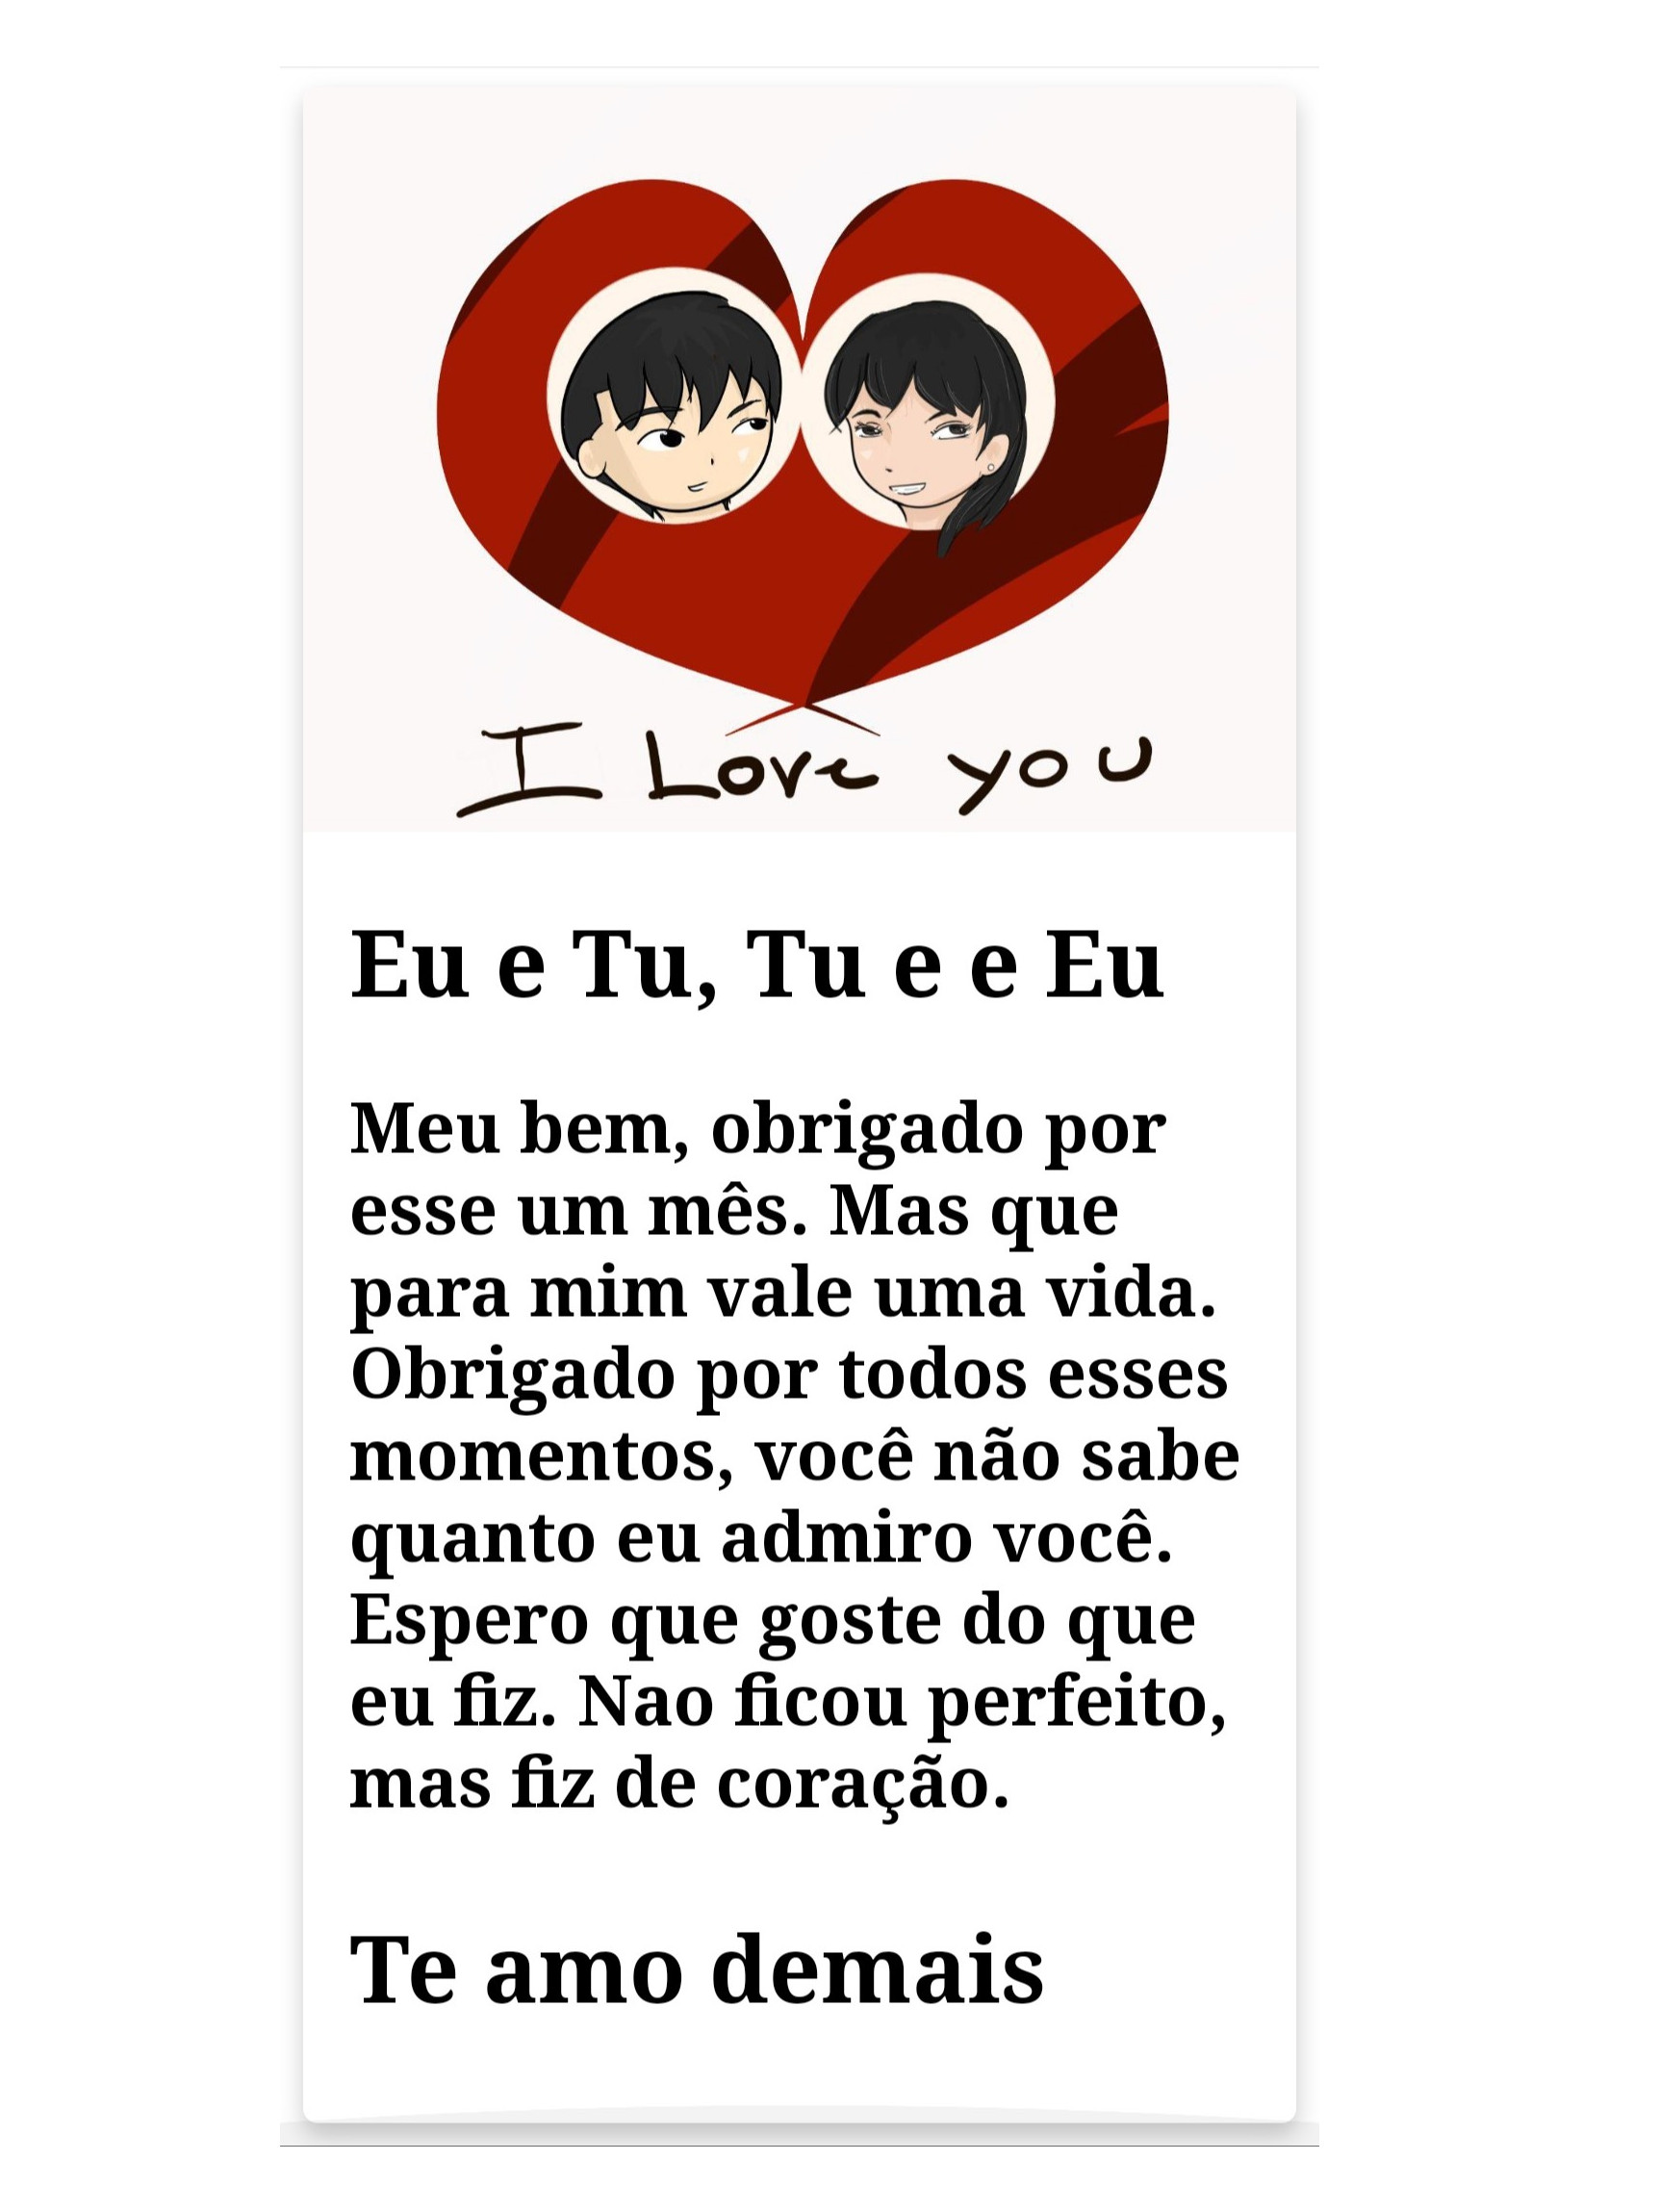 I Love you
Eu e Tu, Tu e e Eu
Meu bem, obrigado por
esse um mês. Mas que
para mim vale uma vida.
Obrigado por todos esses
momentos, você não sabe
quanto eu admiro você.
Espero que goste do que
eu fiz. Nao ficou perfeito,
mas fiz de coração.
Te amo demais